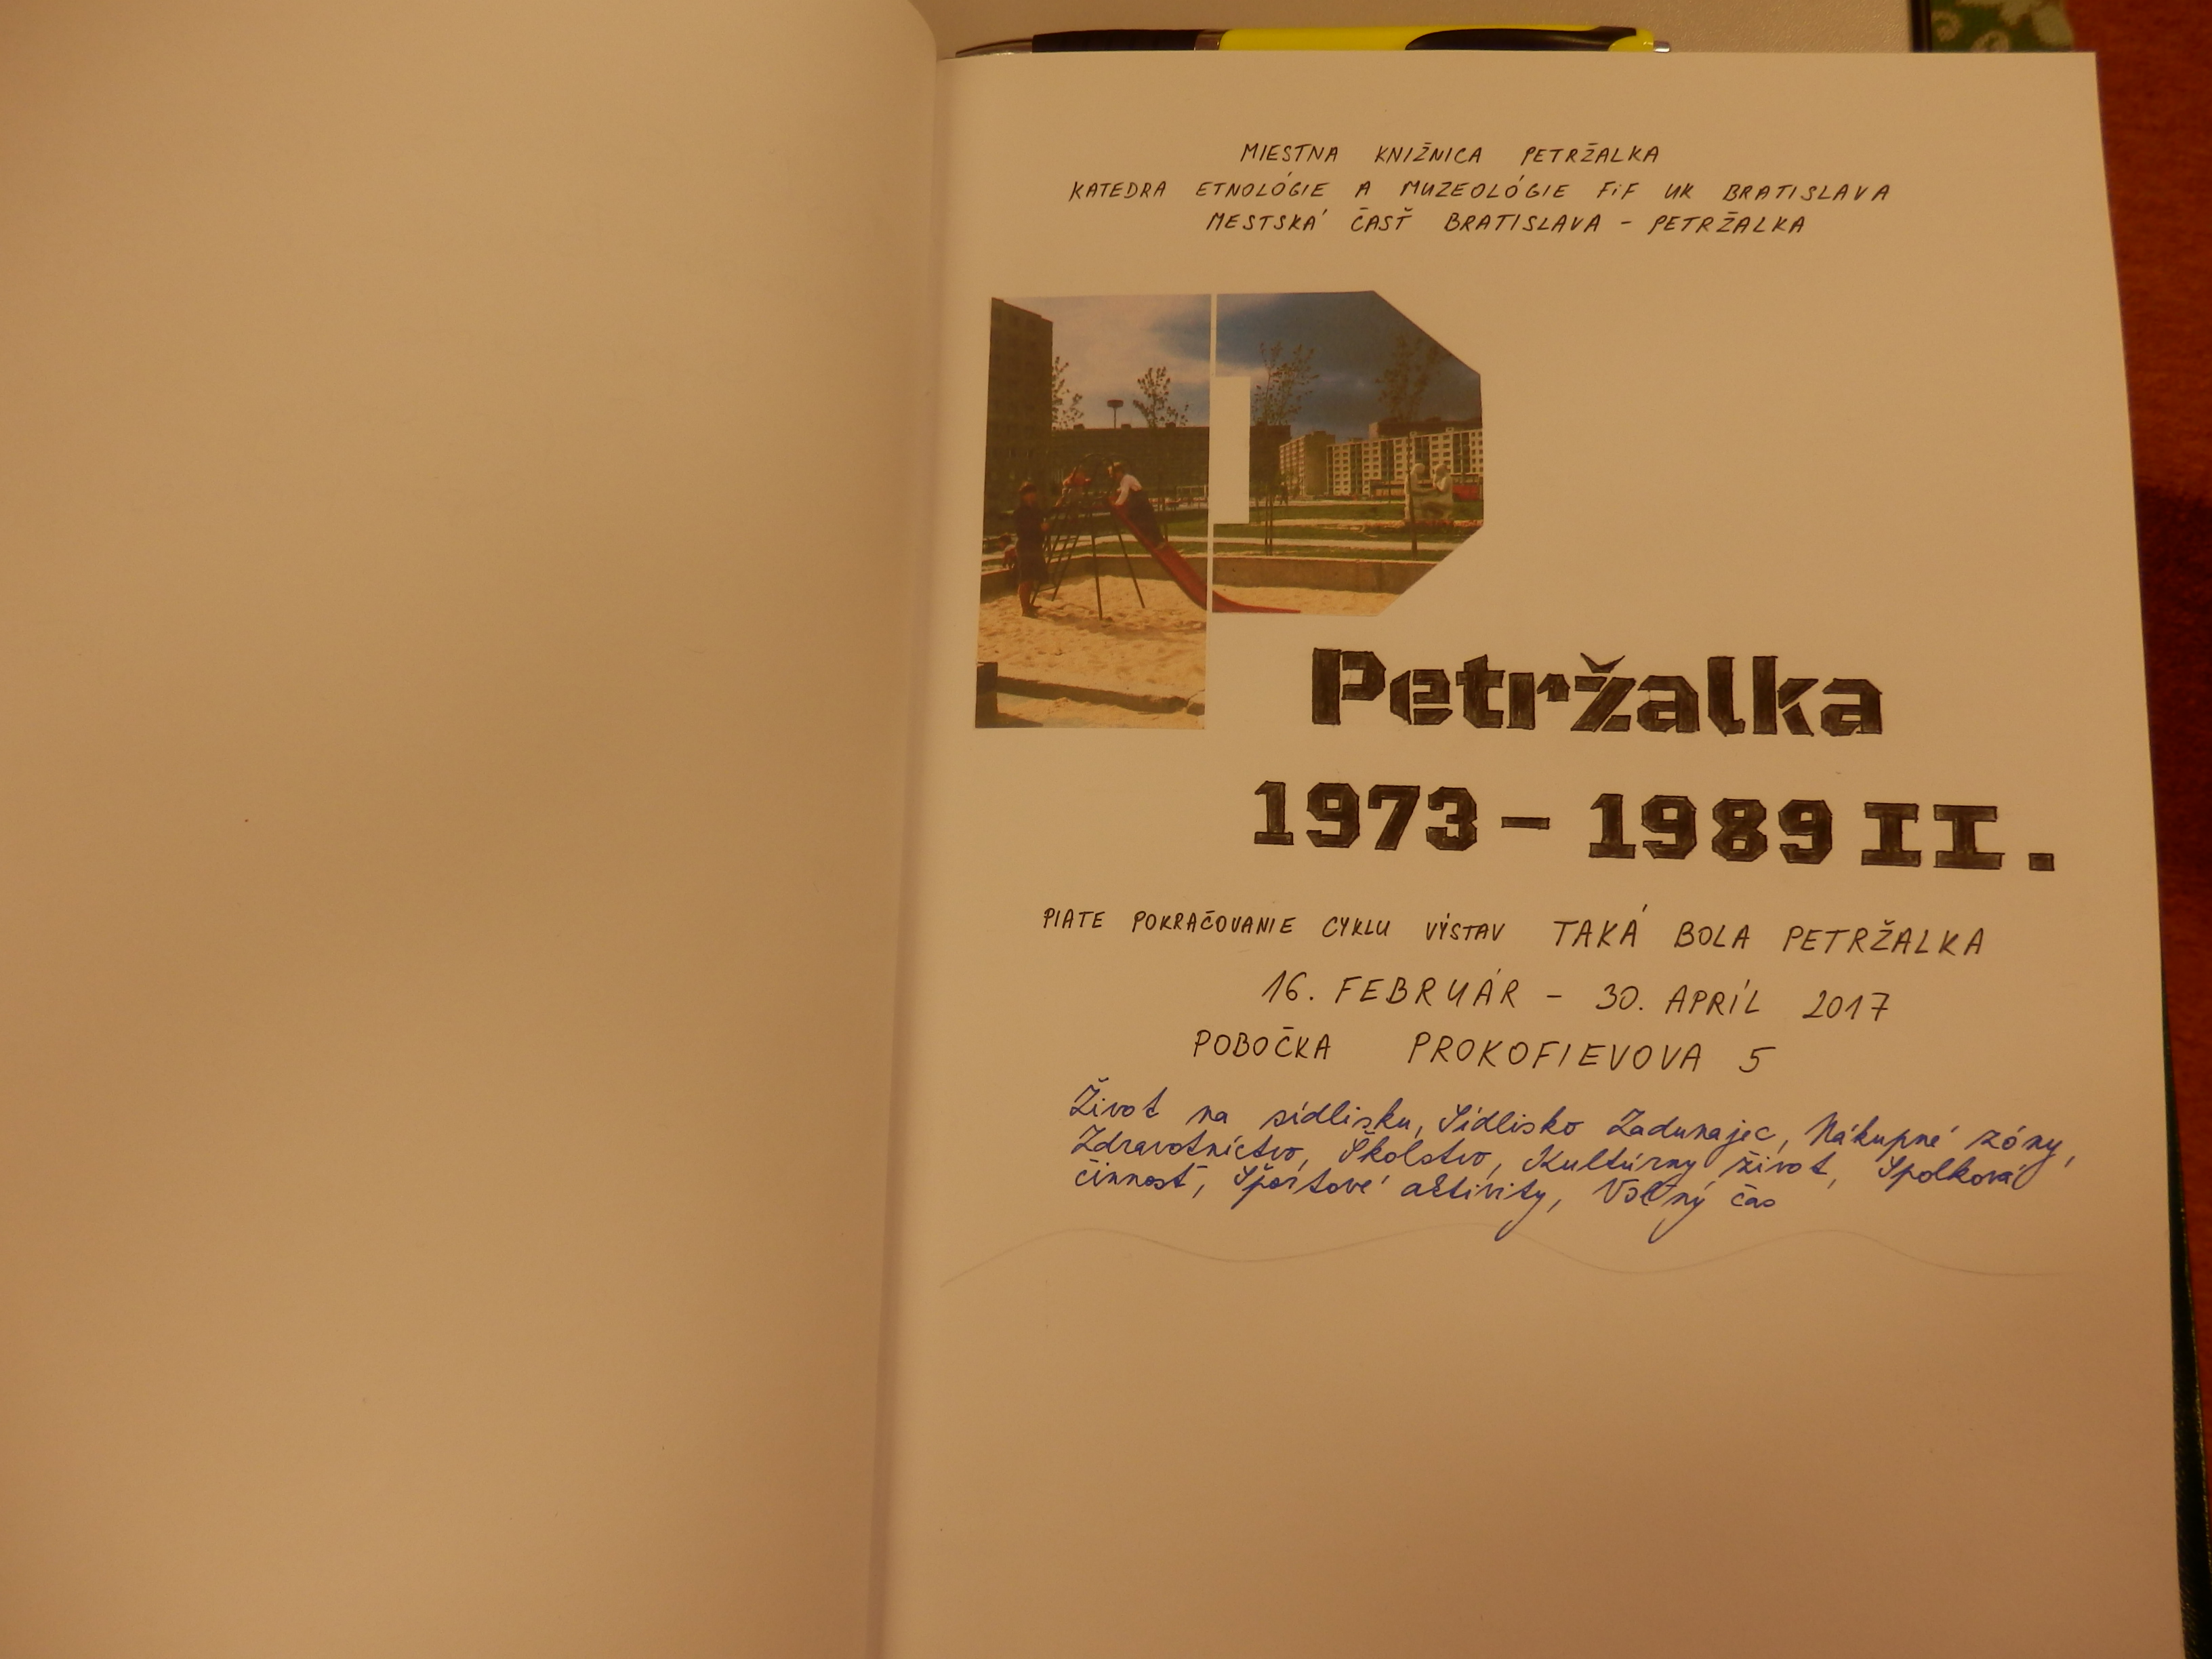 MIESTNA KNIŽNICA PETRŽALKA
KATEDRA ETNOLÓGIE A MUZEOLÓGIE FiF UK BRATISLAVA
MESTSKÁ ČASŤ BRATISLAVA - PETRŽALKA
Petržalka
1973 - 1989 II.
PIATE POKRAČOVANIE CYKLU VÝSTAV TAKÁ BOLA PETRŽALKA
16. FEBRUÁR - 30. APRÍL 2017
POBOČKA PROKOFIEVOVA 5
Život na sídlisku, Sídlisko Zadunajec, Nákupné zóny,
Zdravotníctvo, Školstvo, Kultúrny život, Spolková
činnosť, Športové aktivity, Voľný čas